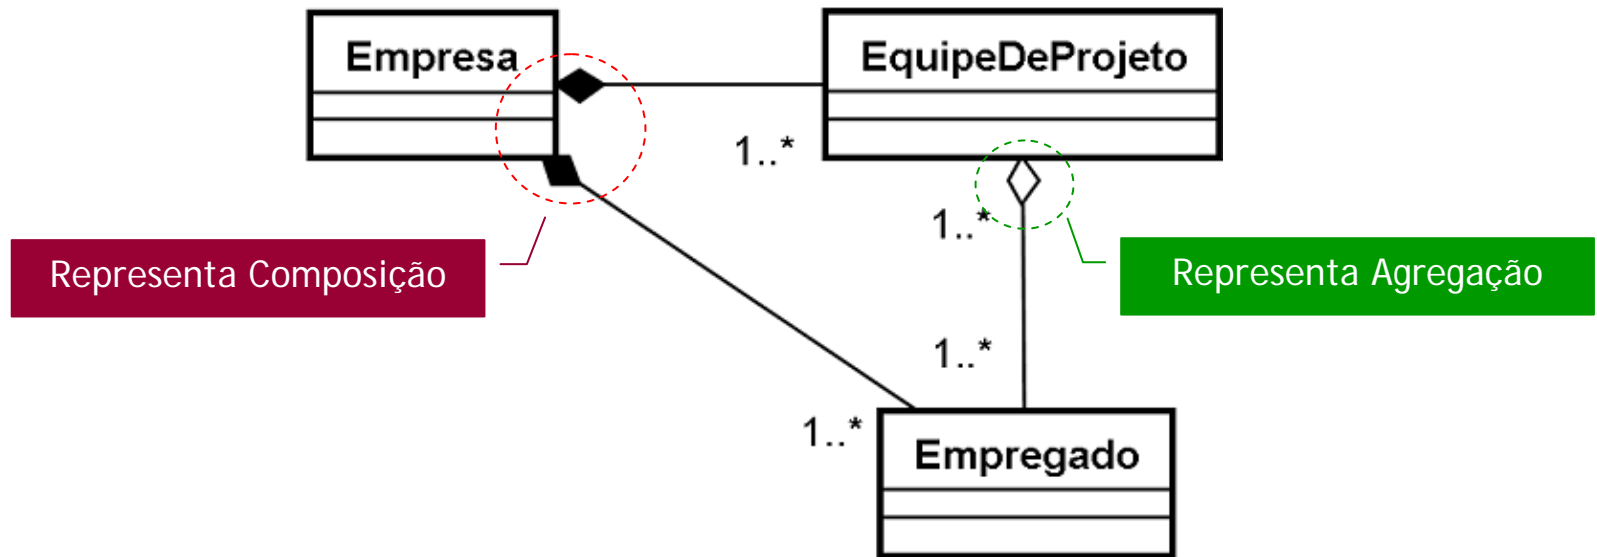 Empresa
EquipeDeProjeto
1..*
1..*
Representa Composição
Representa Agregação
1..*
1..*
Empregado